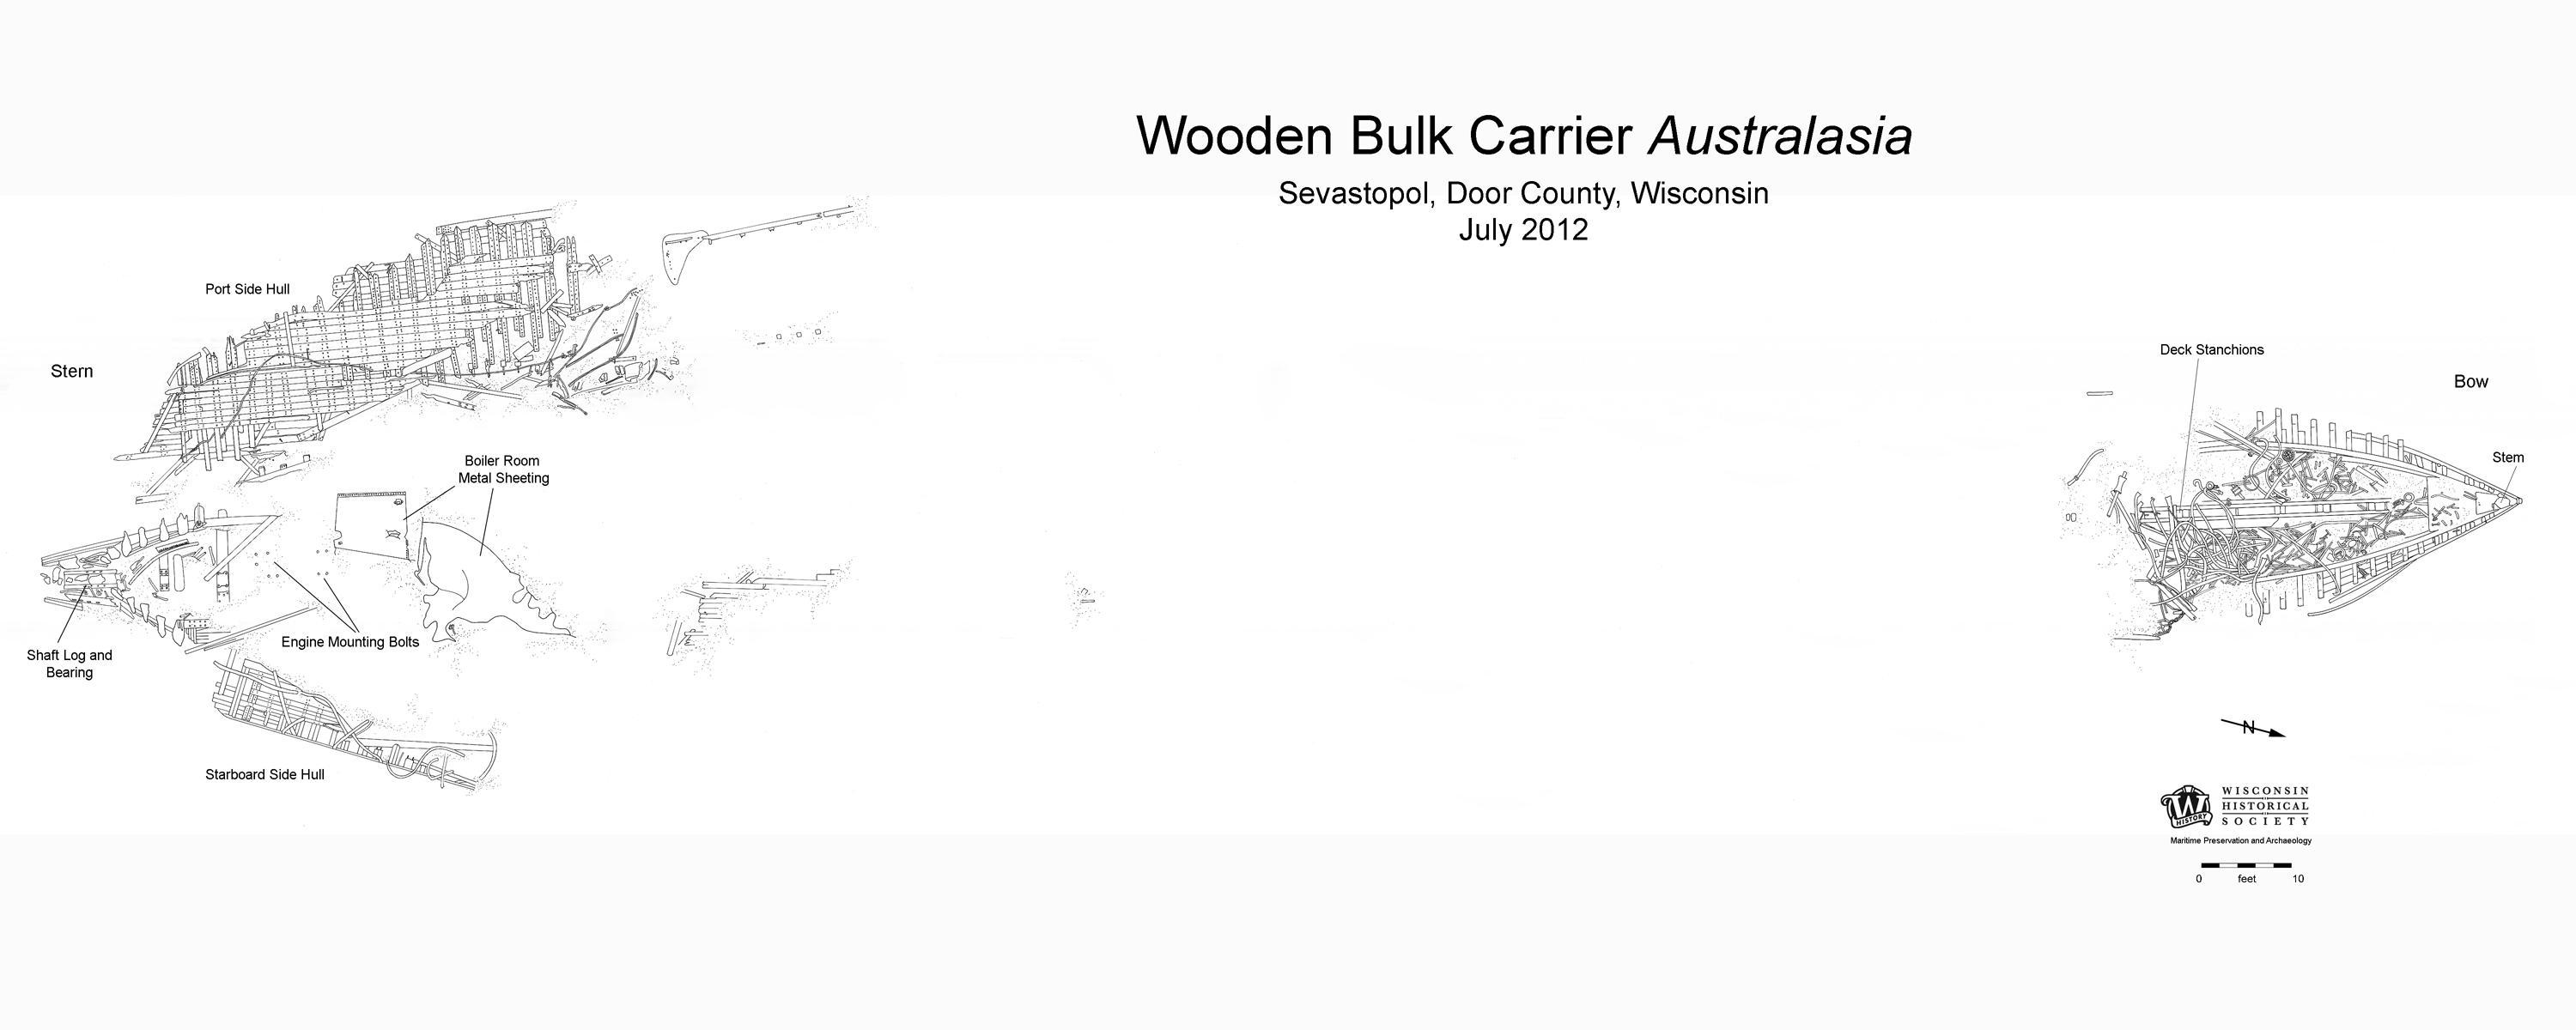 Wooden Bulk Carrier Australasia
Sevastopol, Door County, Wisconsin
July 2012
Port Side Hull
Stern
Boiler Room
Metal Sheeting
Engine Mounting Bolts
Shaft Log and
Bearing
Starboard Side Hull
Deck Stanchions
Bow
Stem
N
W
HISTORY
WISCONSIN
HISTORICAL
SOCIETY
Maritime Preservation and Archaeology
0 feet 10